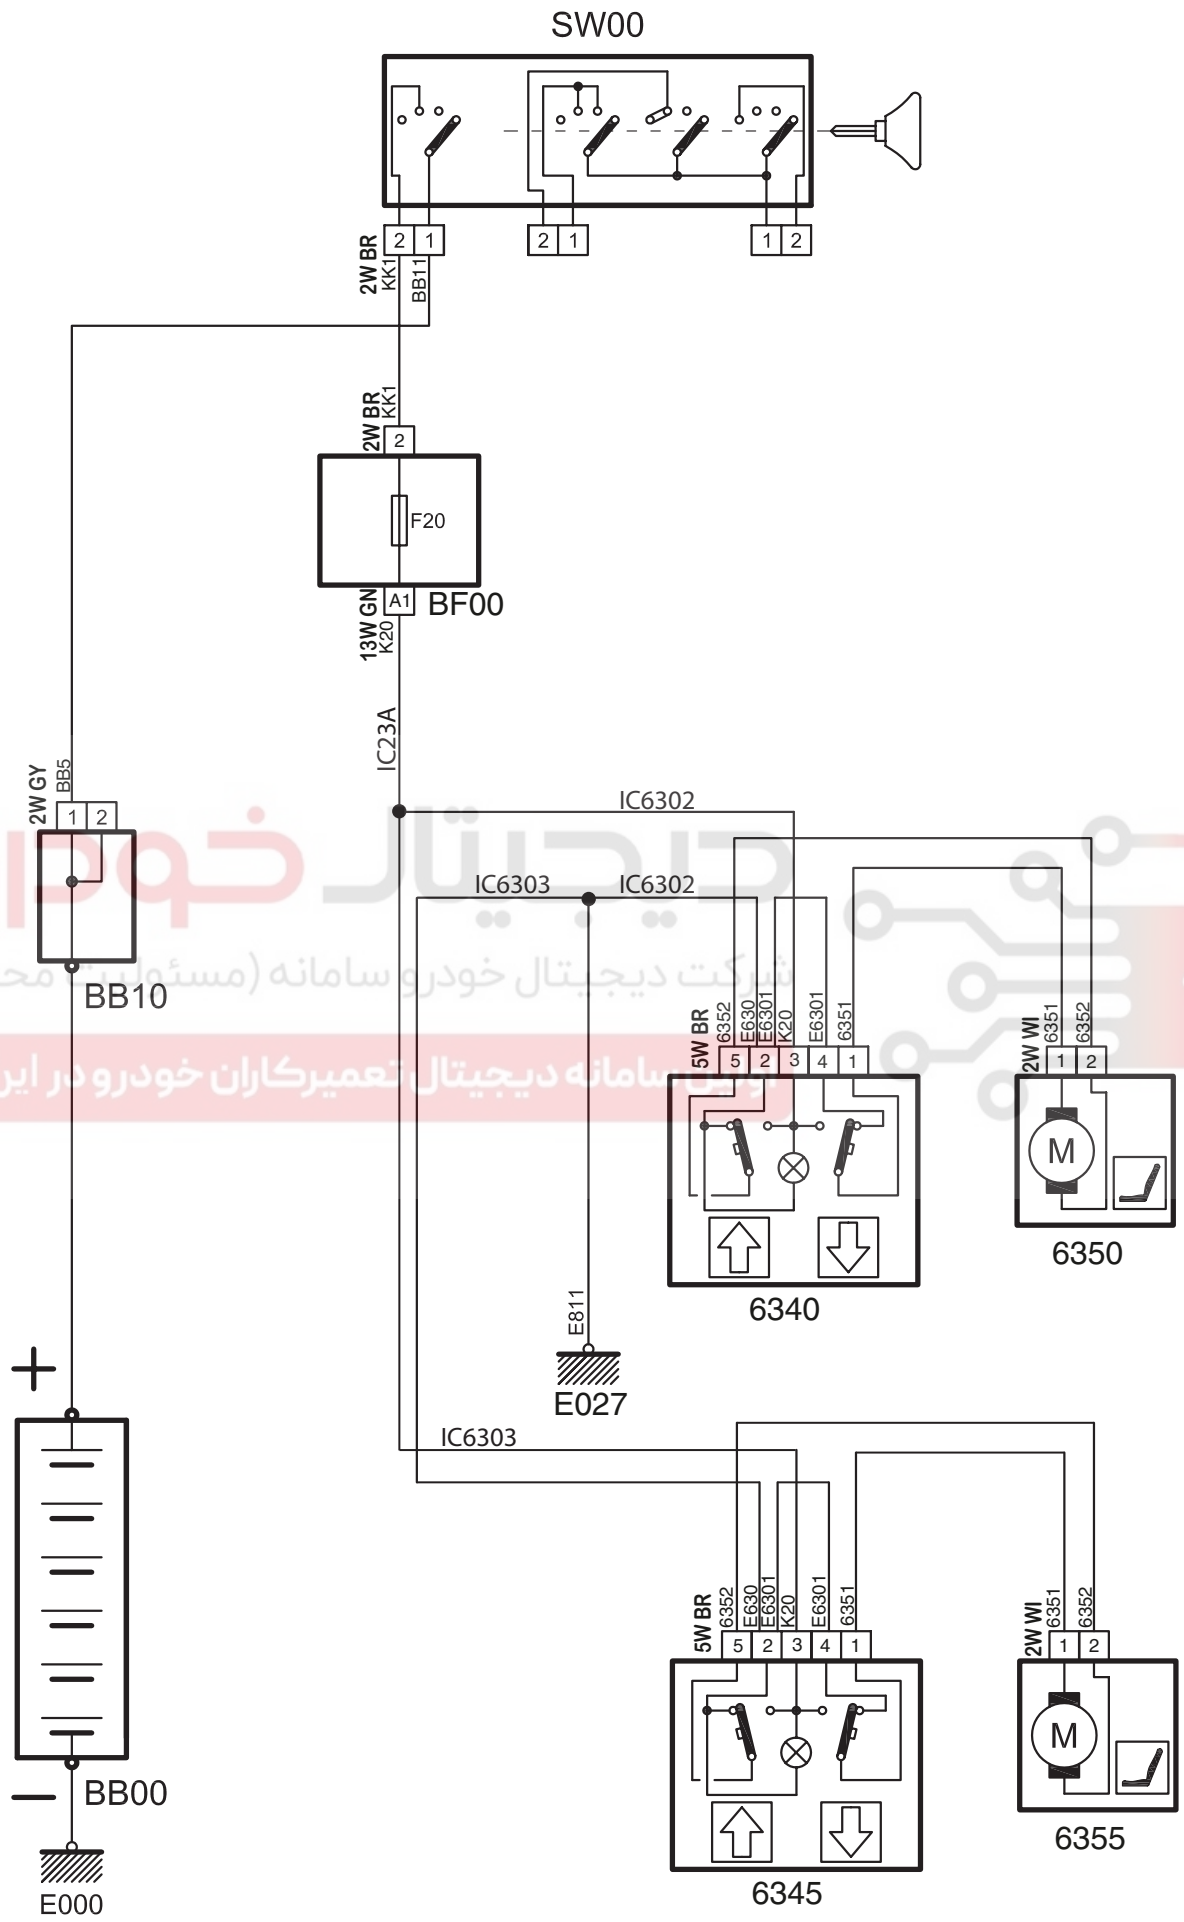 SW00
2 1 2 1 1 2
2W BR KK1 BB11
2W BR KK1
2
F20
A1 BF00
13W GN K20
IC23A
2W GY BB5
1 2
IC6302
دیجیتال خودرو
IC6303 IC6302
شرکت دیجیتال خودرو سامانه (مسئولیت مح
BB10
5W BR 6352 E630 E6301 K20 E6301 6351
2W WI 6351 6352
5 2 3 4 1
1 2
اولین سامانه دیجیتال تعمیرکاران خودرو در ایر
M
6350
6340
E811
E027
+
IC6303
5W BR 6352 E630 E6301 K20 E6301 6351
2W WI 6351 6352
5 2 3 4 1
1 2
M
– BB00
6355
6345
E000